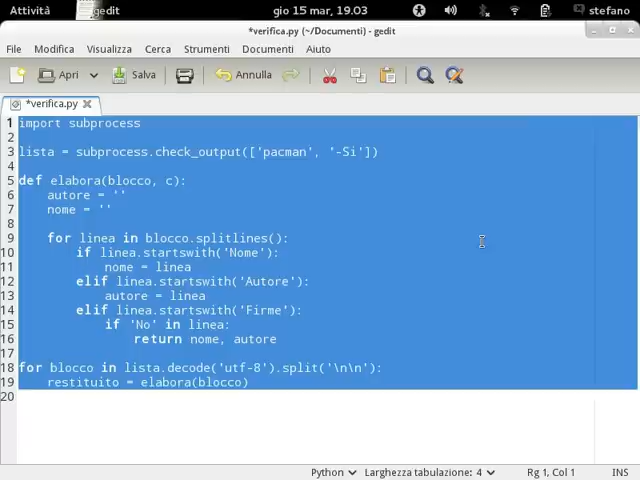 Attività gedit gio 15 mar, 19.03 stefano
*verifica.py (~/Documenti) - gedit
File Modifica Visualizza Cerca Strumenti Documenti Aiuto
Apri Salva Annulla
*verifica.py
1 import subprocess
2
3 lista = subprocess.check_output(['pacman', '-Si'])
4
5 def elabora(blocco, c):
6     autore = ''
7     nome = ''
8
9     for linea in blocco.splitlines():
10         if linea.startswith('Nome'):
11             nome = linea
12         elif linea.startswith('Autore'):
13             autore = linea
14         elif linea.startswith('Firme'):
15             if 'No' in linea:
16                 return nome, autore
17
18 for blocco in lista.decode('utf-8').split('\n\n'):
19     restituito = elabora(blocco)
20
Python Larghezza tabulazione: 4 Rg 1, Col 1 INS